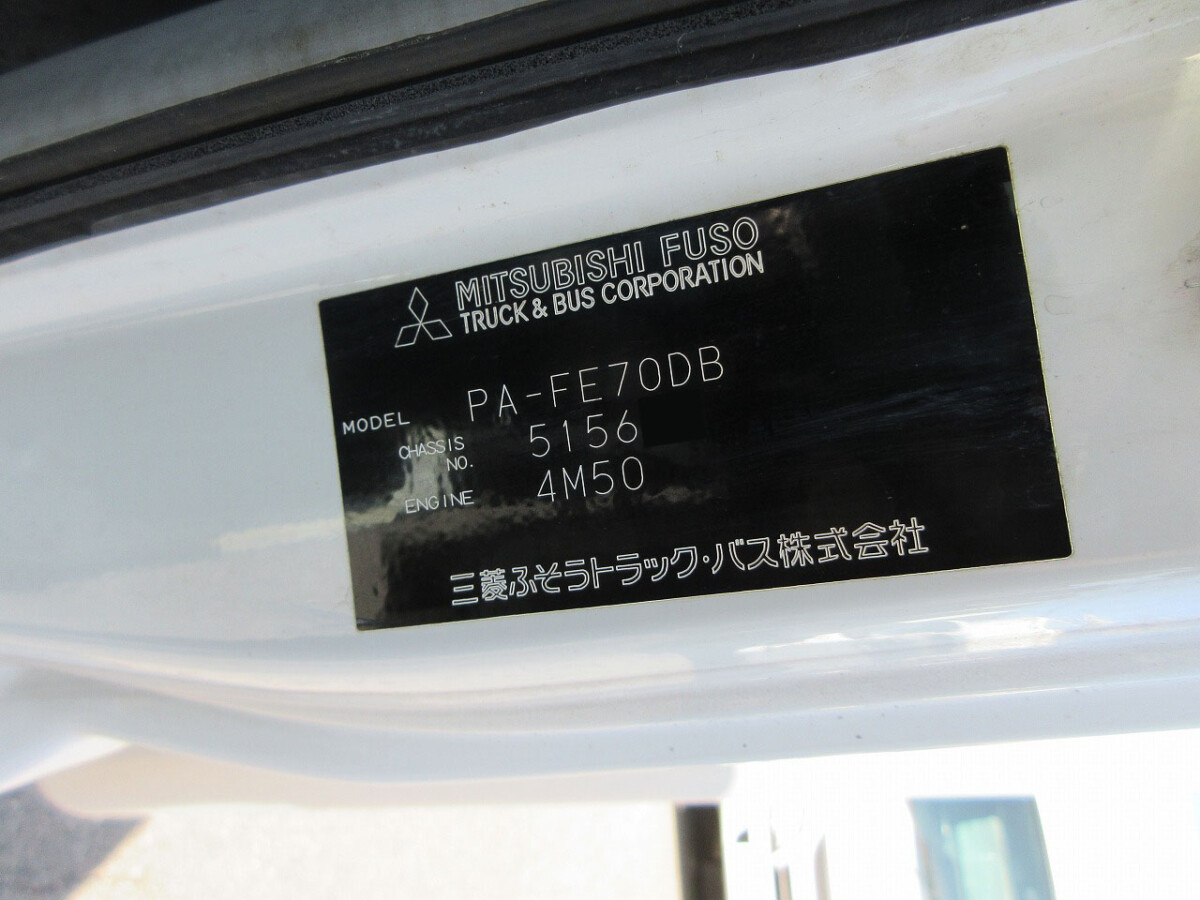 MITSUBISHI FUSO
TRUCK & BUS CORPORATION
MODEL PA-FE70DB
CHASSIS NO. 5156
ENGINE 4M50
三菱ふそうトラック・バス株式会社